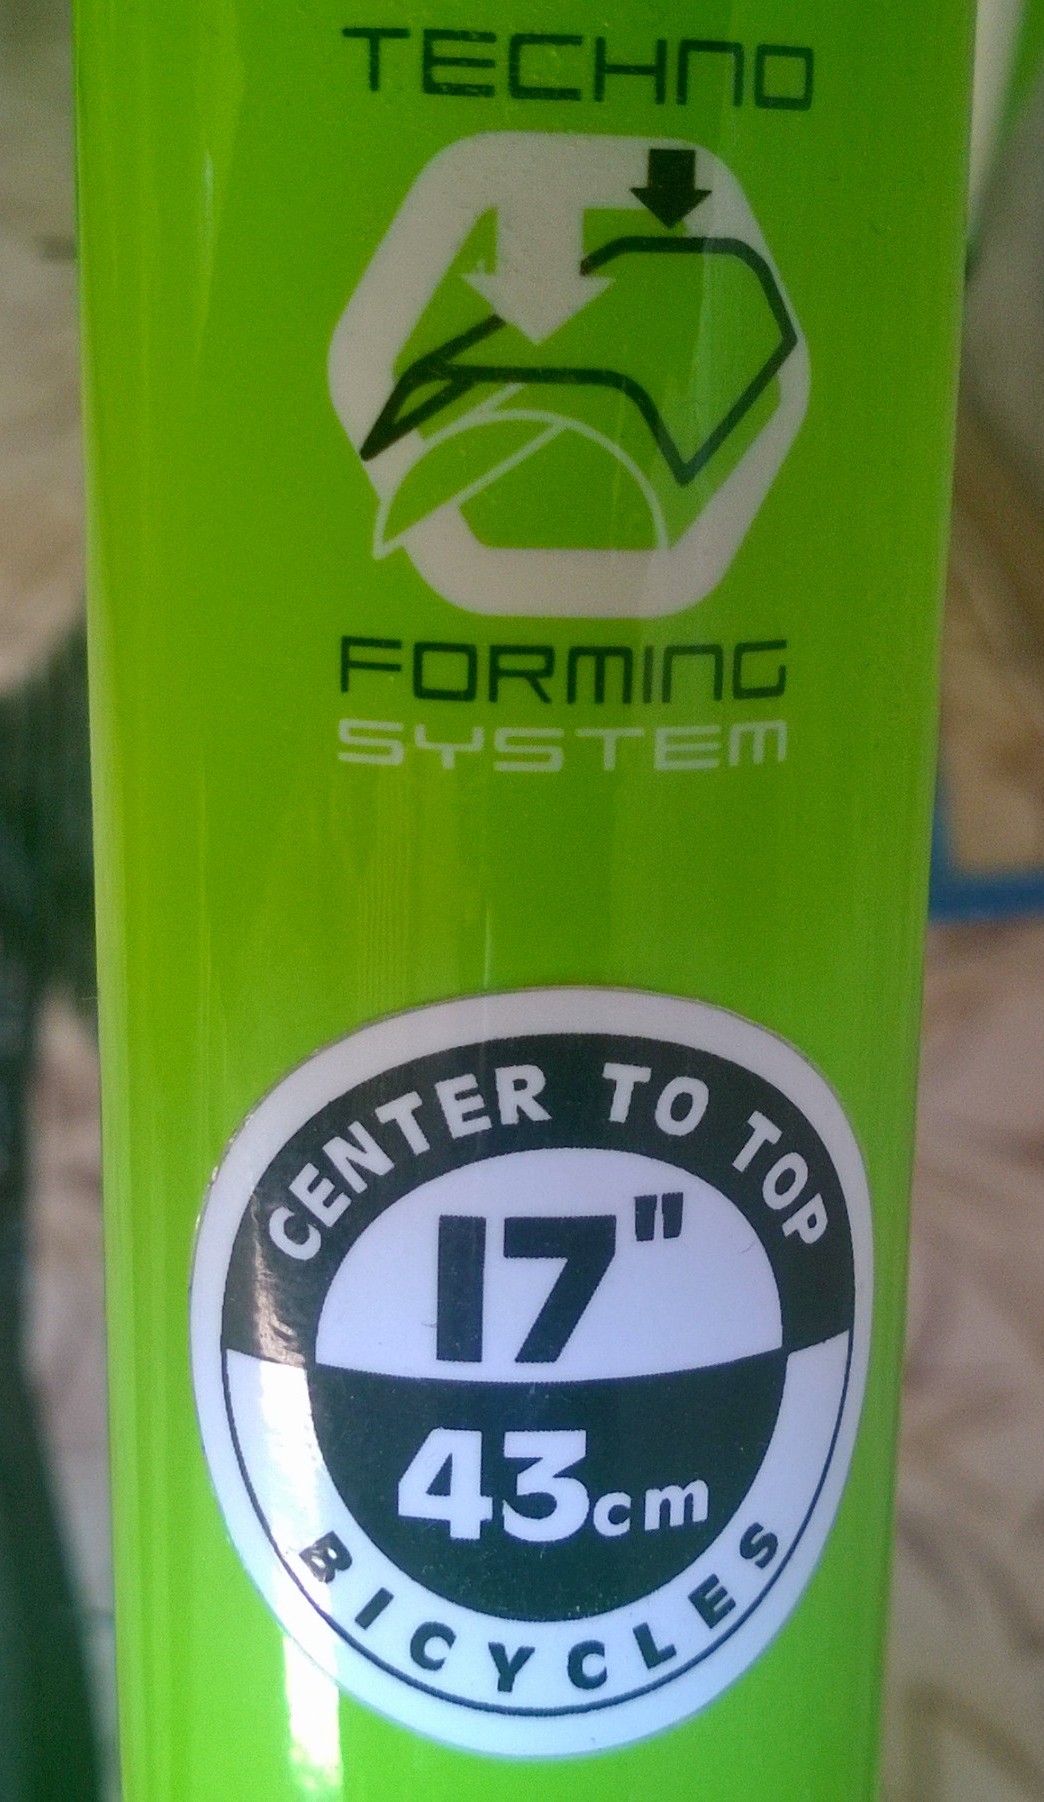 TECHNO
FORMING
SYSTEM
CENTER TO TOP
17"
43cm
BICYCLES